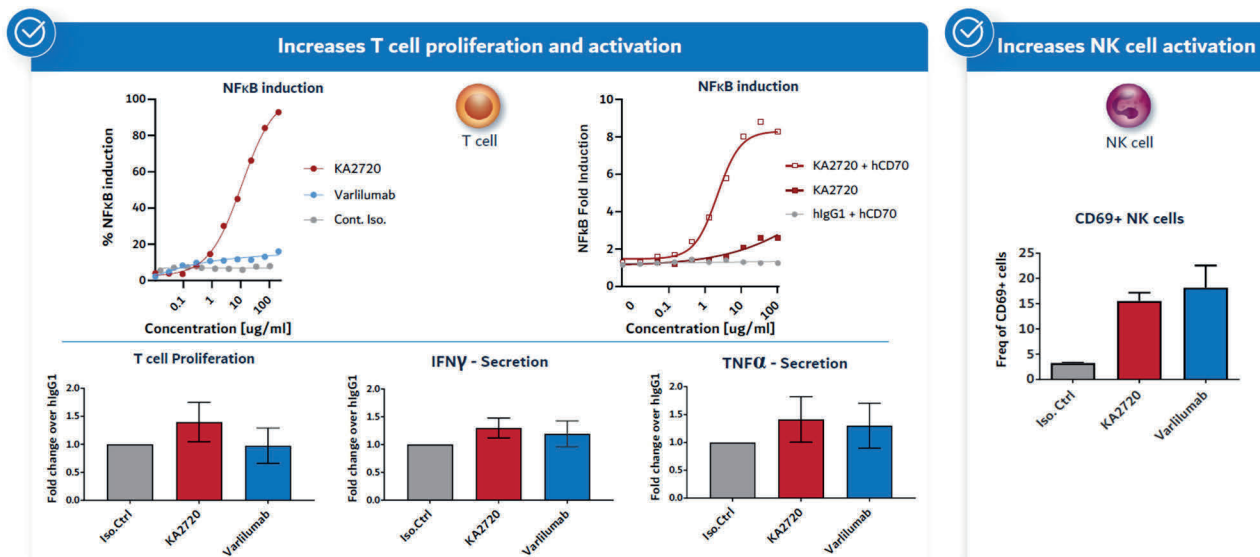 Increases T cell proliferation and activation
NFκB induction
% NFκB induction
100
80
60
40
20
0
0.1
1
10
100
Concentration [ug/ml]
KA2720
Varlilumab
Cont. Iso.
T cell
NFκB induction
NFkB Fold Induction
10
8
6
4
2
0
0
0.1
1
10
100
Concentration [ug/ml]
KA2720 + hCD70
KA2720
hIgG1 + hCD70
T cell Proliferation
Fold change over hIgG1
2.0
1.5
1.0
0.5
0.0
Iso.Ctrl
KA2720
Varlilumab
IFNγ - Secretion
Fold change over hIgG1
2.0
1.5
1.0
0.5
0.0
Iso.Ctrl
KA2720
Varlilumab
TNFα - Secretion
Fold change over hIgG1
2.0
1.5
1.0
0.5
0.0
Iso.Ctrl
KA2720
Varlilumab
Increases NK cell activation
NK cell
CD69+ NK cells
Freq of CD69+ cells
25
20
15
10
5
0
Iso. Ctrl
KA2720
Varlilumab